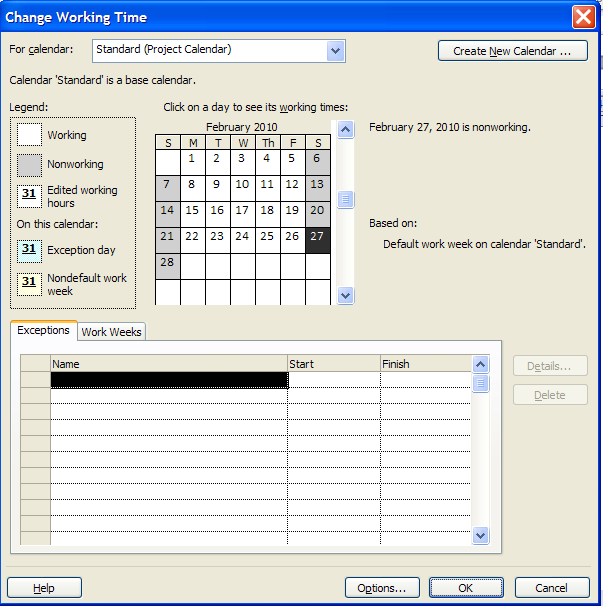 Change Working Time
For calendar: Standard (Project Calendar) Create New Calendar ...
Calendar 'Standard' is a base calendar.
Legend:
Working
Nonworking
31 Edited working
hours
On this calendar:
31 Exception day
31 Nondefault work
week
Click on a day to see its working times:
February 2010
S M T W Th F S
1 2 3 4 5 6
7 8 9 10 11 12 13
14 15 16 17 18 19 20
21 22 23 24 25 26 27
28
February 27, 2010 is nonworking.
Based on:
Default work week on calendar 'Standard'.
Exceptions Work Weeks
Name Start Finish
Details...
Delete
Help Options... OK Cancel